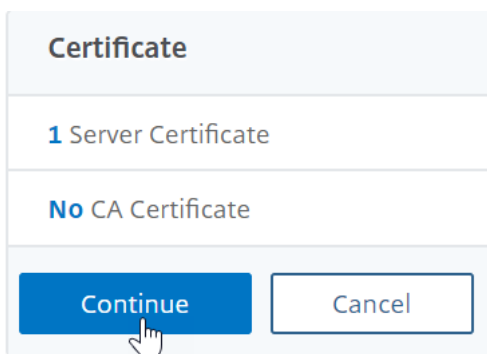 Certificate
1 Server Certificate
No CA Certificate
Continue Cancel